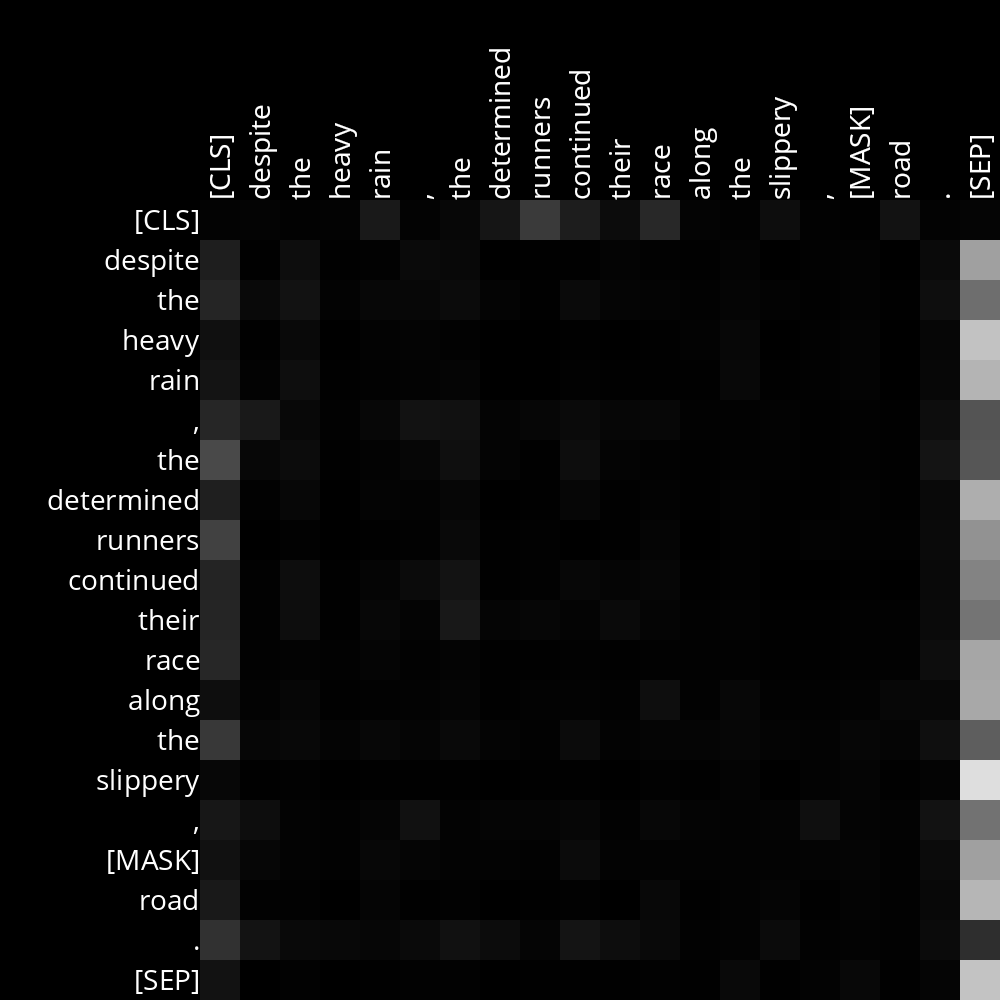 [CLS] despite the heavy rain , the determined runners continued their race along the slippery , [MASK] road . [SEP]
[CLS]
despite
the
heavy
rain
,
the
determined
runners
continued
their
race
along
the
slippery
,
[MASK]
road
.
[SEP]